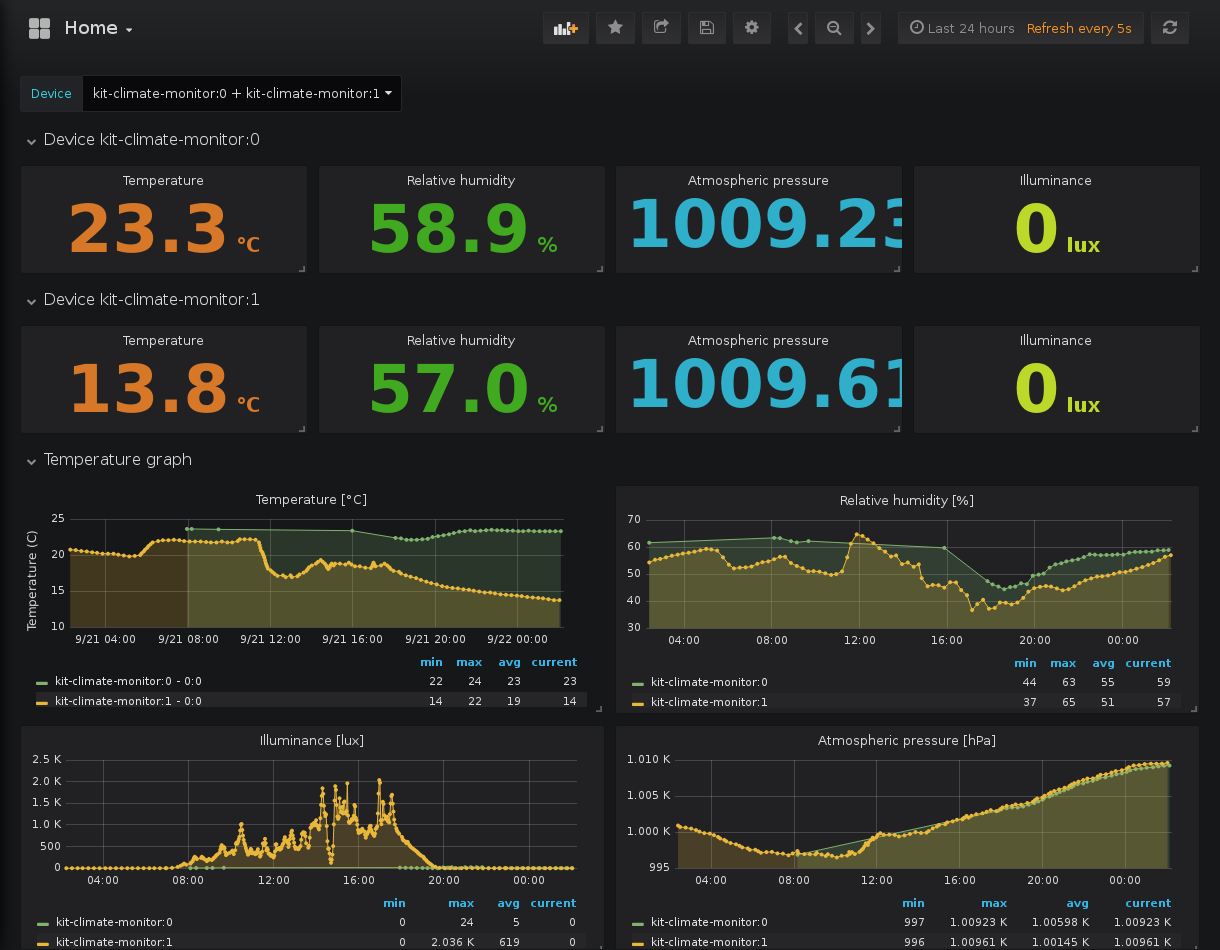 Home
Last 24 hours Refresh every 5s
Device kit-climate-monitor:0 + kit-climate-monitor:1
Device kit-climate-monitor:0
Temperature Relative humidity Atmospheric pressure Illuminance
23.3 °C 58.9 % 1009.23 0 lux
Device kit-climate-monitor:1
Temperature Relative humidity Atmospheric pressure Illuminance
13.8 °C 57.0 % 1009.61 0 lux
Temperature graph
Temperature [°C]
Temperature (C)
25
20
15
10
9/21 04:00 9/21 08:00 9/21 12:00 9/21 16:00 9/21 20:00 9/22 00:00
min max avg current
kit-climate-monitor:0 - 0:0 22 24 23 23
kit-climate-monitor:1 - 0:0 14 22 19 14
Relative humidity [%]
70
60
50
40
30
04:00 08:00 12:00 16:00 20:00 00:00
min max avg current
kit-climate-monitor:0 44 63 55 59
kit-climate-monitor:1 37 65 51 57
Illuminance [lux]
2.5 K
2.0 K
1.5 K
1.0 K
500
0
04:00 08:00 12:00 16:00 20:00 00:00
min max avg current
kit-climate-monitor:0 0 24 5 0
kit-climate-monitor:1 0 2.036 K 619 0
Atmospheric pressure [hPa]
1.010 K
1.005 K
1.000 K
995
04:00 08:00 12:00 16:00 20:00 00:00
min max avg current
kit-climate-monitor:0 997 1.00923 K 1.00598 K 1.00923 K
kit-climate-monitor:1 996 1.00961 K 1.00145 K 1.00961 K